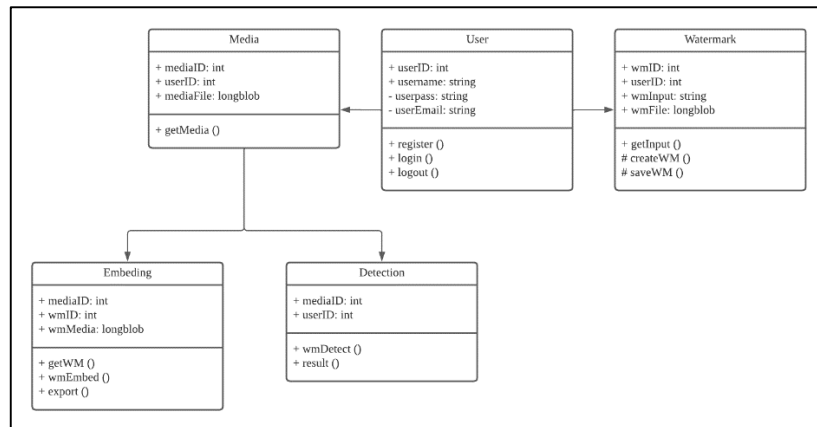 Media
+ mediaID: int
+ userID: int
+ mediaFile: longblob
+ getMedia ()
User
+ userID: int
+ username: string
- userpass: string
- userEmail: string
+ register ()
+ login ()
+ logout ()
Watermark
+ wmID: int
+ userID: int
+ wmInput: string
+ wmFile: longblob
+ getInput ()
# createWM ()
# saveWM ()
Embeding
+ mediaID: int
+ wmID: int
+ wmMedia: longblob
+ getWM ()
+ wmEmbed ()
+ export ()
Detection
+ mediaID: int
+ userID: int
+ wmDetect ()
+ result ()